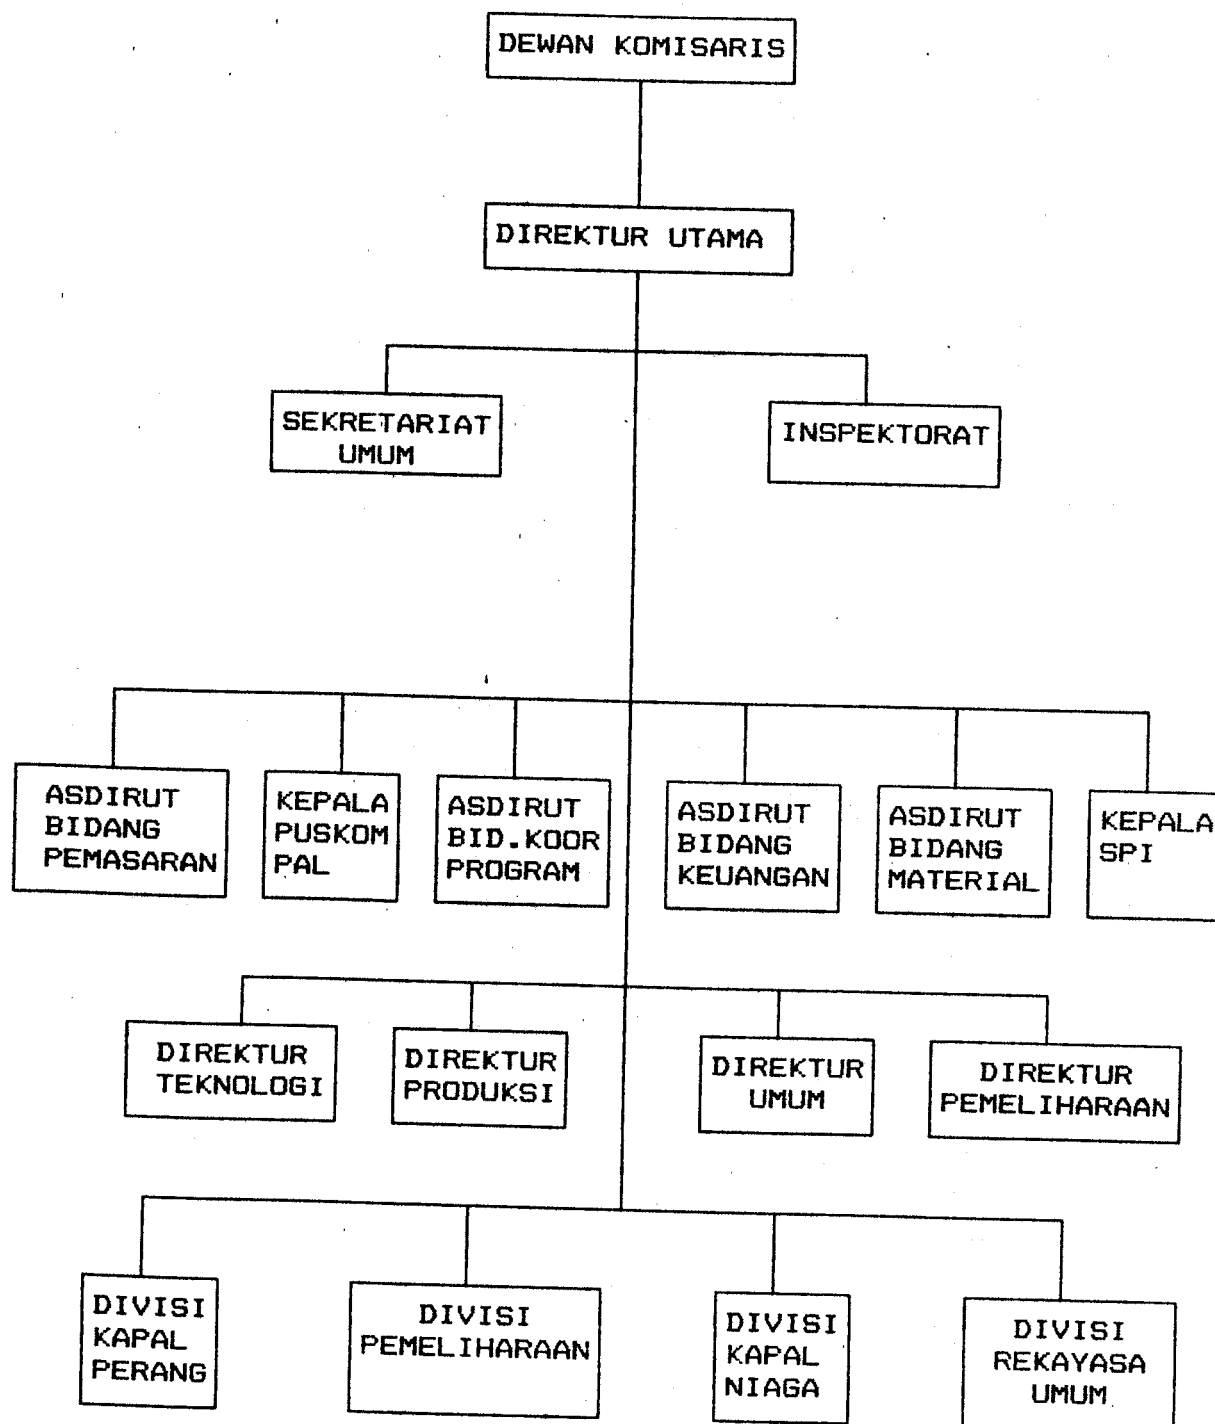 DEWAN KOMISARIS
DIREKTUR UTAMA
SEKRETARIAT
UMUM
INSPEKTORAT
ASDIRUT
BIDANG
PEMASARAN
KEPALA
PUSKOM
PAL
ASDIRUT
BID.KOOR
PROGRAM
ASDIRUT
BIDANG
KEUANGAN
ASDIRUT
BIDANG
MATERIAL
KEPALA
SPI
DIREKTUR
TEKNOLOGI
DIREKTUR
PRODUKSI
DIREKTUR
UMUM
DIREKTUR
PEMELIHARAAN
DIVISI
KAPAL
PERANG
DIVISI
PEMELIHARAAN
DIVISI
KAPAL
NIAGA
DIVISI
REKAYASA
UMUM